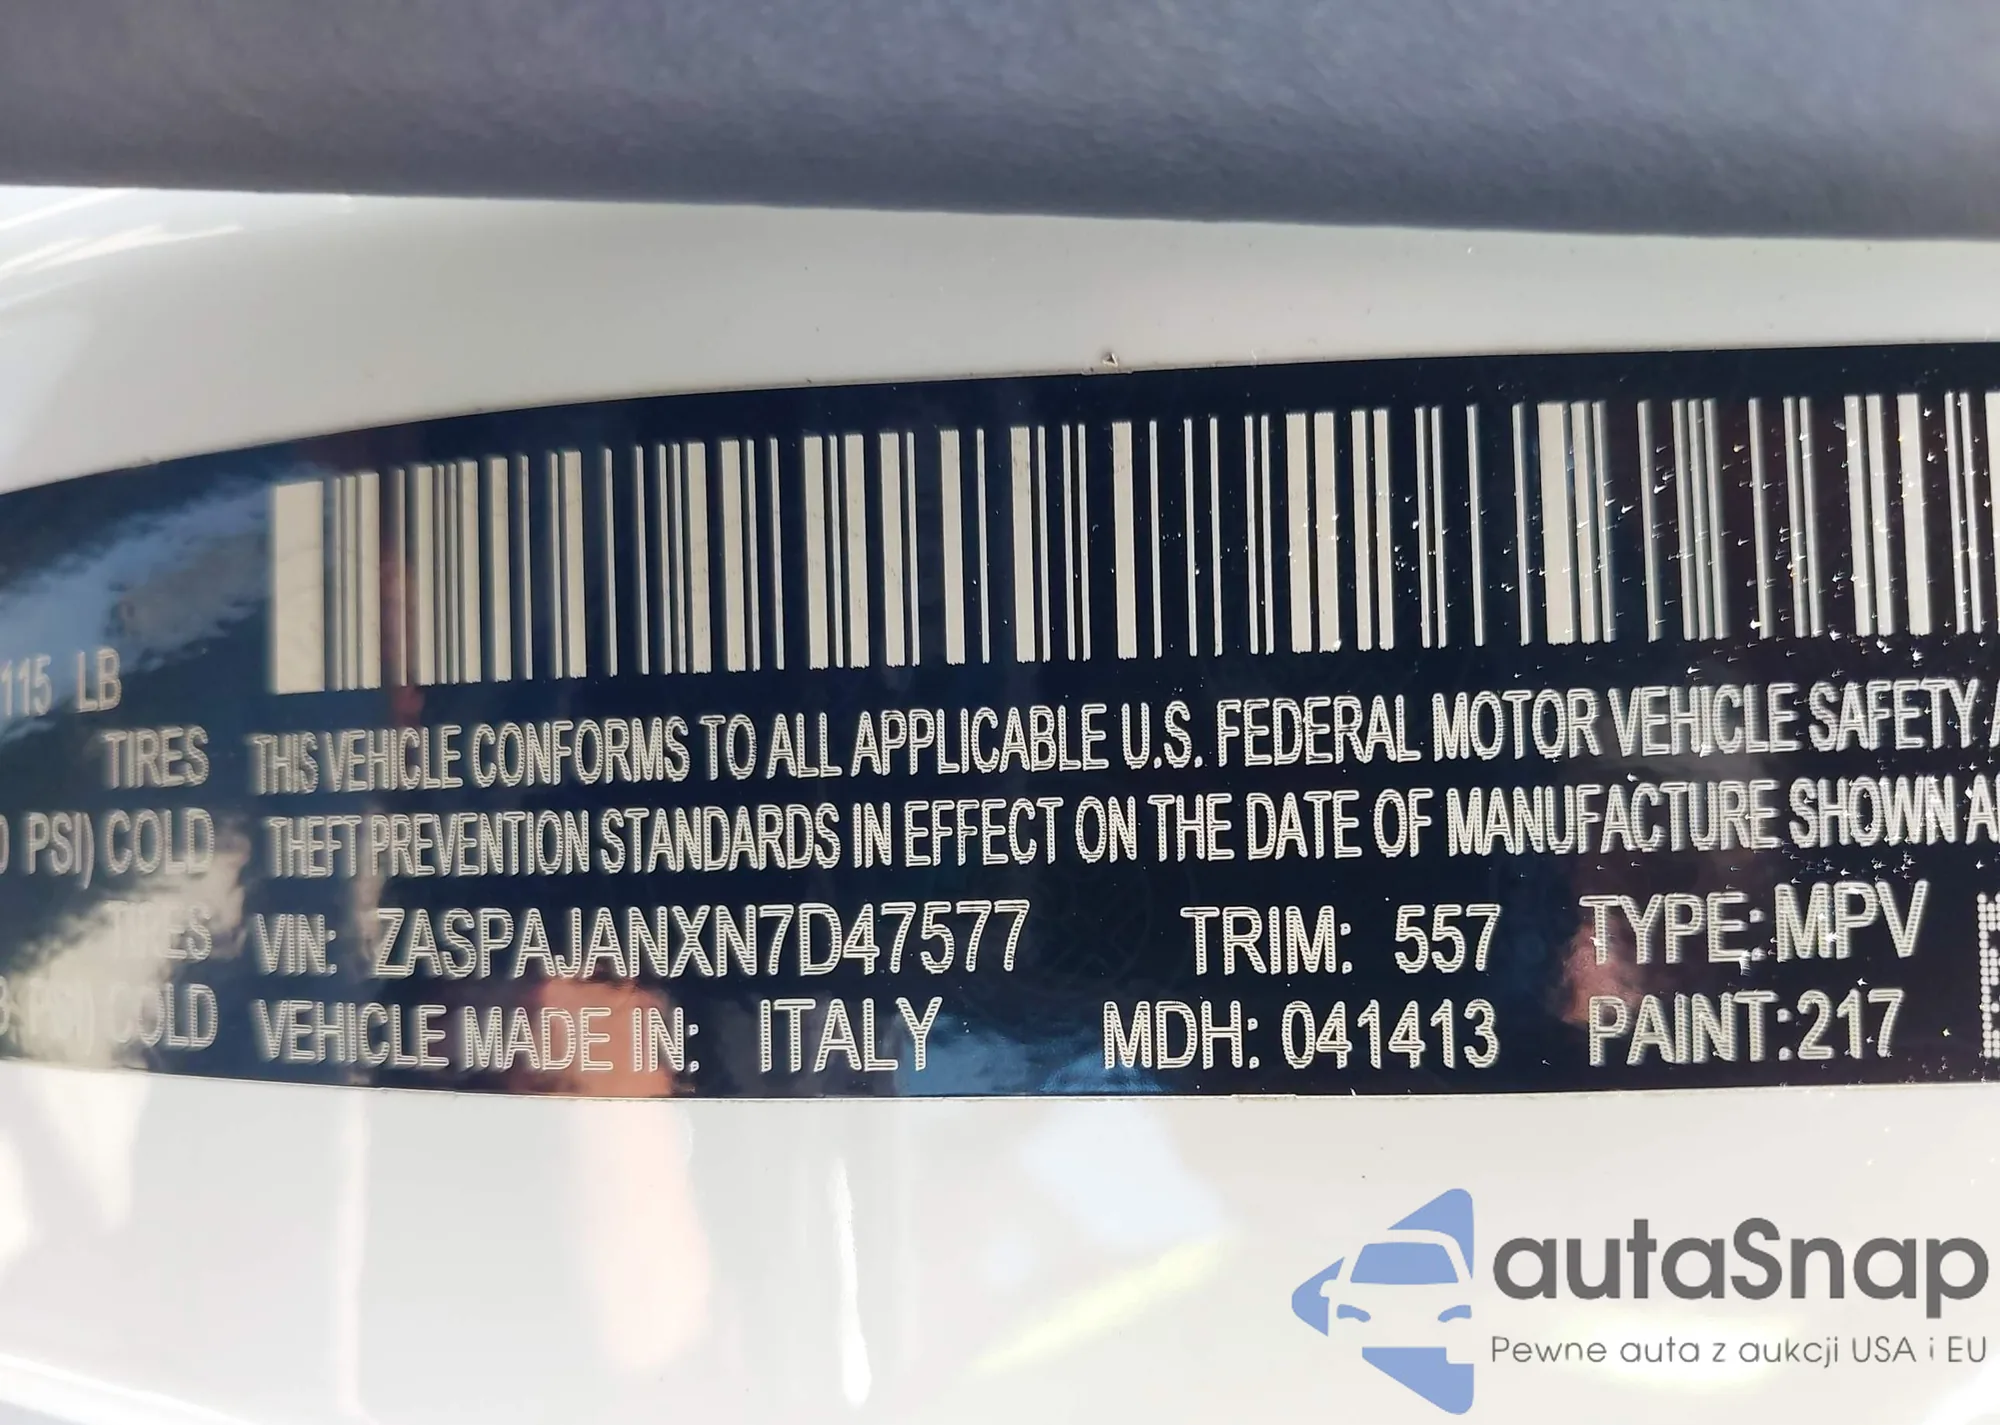 115 LB
TIRES
PSI) COLD
TIRES
PSI) COLD
THIS VEHICLE CONFORMS TO ALL APPLICABLE U.S. FEDERAL MOTOR VEHICLE SAFETY
THEFT PREVENTION STANDARDS IN EFFECT ON THE DATE OF MANUFACTURE SHOWN
VIN: ZASPAJANXN7D47577 TRIM: 557 TYPE: MPV
VEHICLE MADE IN: ITALY MDH: 041413 PAINT: 217
autaSnap
Pewne auta z aukcji USA i EU